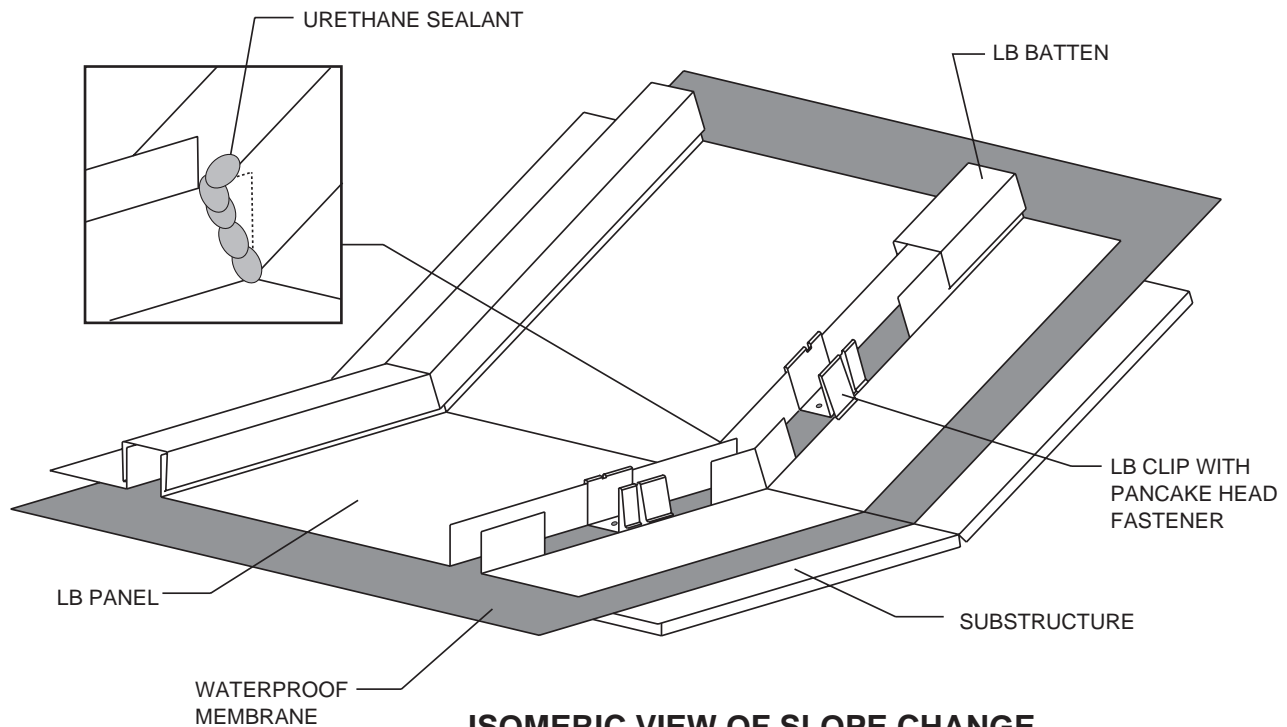 URETHANE SEALANT
LB BATTEN
LB CLIP WITH
PANCAKE HEAD
FASTENER
LB PANEL
SUBSTRUCTURE
WATERPROOF
MEMBRANE
ISOMERIC VIEW OF SLOPE CHANGE